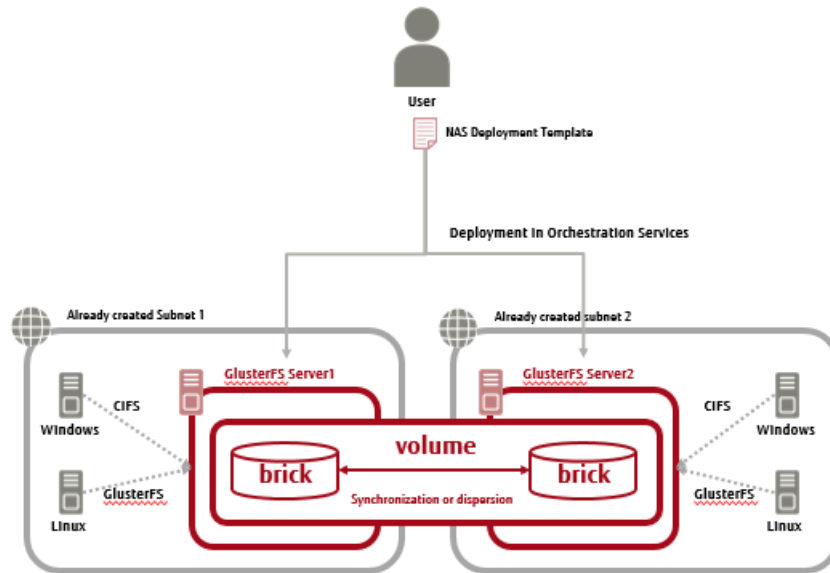 User
NAS Deployment Template
Deployment in Orchestration Services
Already created Subnet 1
Already created subnet 2
GlusterFS Server1
GlusterFS Server2
CIFS
CIFS
Windows
Windows
volume
brick
brick
Synchronization or dispersion
GlusterFS
GlusterFS
Linux
Linux